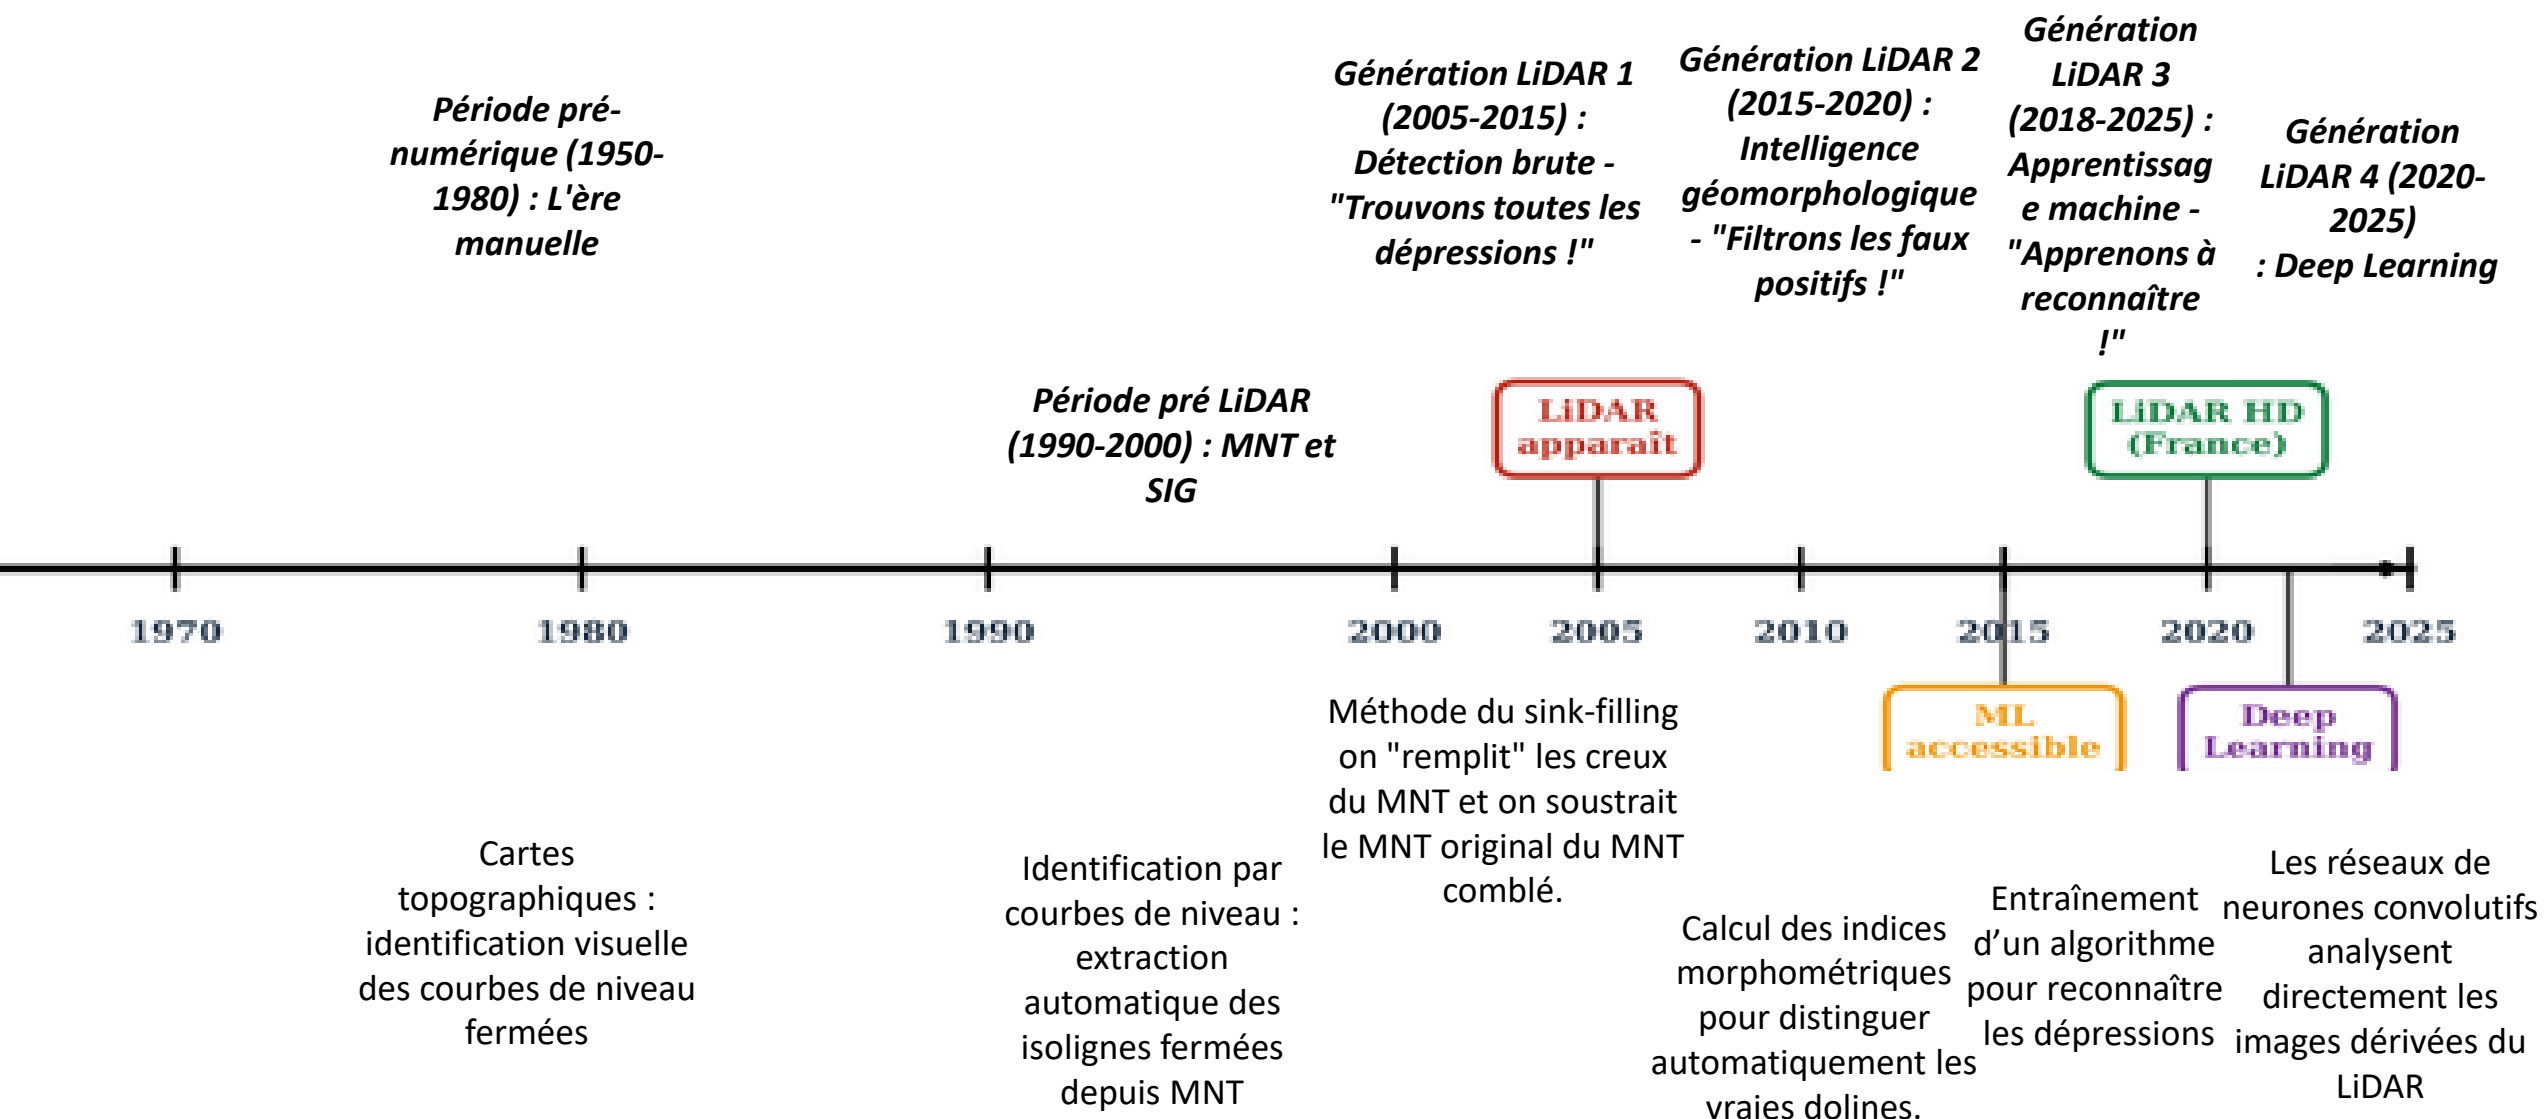 Période pré-
numérique (1950-
1980) : L'ère
manuelle
Période pré LiDAR
(1990-2000) : MNT et
SIG
Génération LiDAR 1
(2005-2015) :
Détection brute -
"Trouvons toutes les
dépressions !"
Génération LiDAR 2
(2015-2020) :
Intelligence
géomorphologique
- "Filtrons les faux
positifs !"
Génération
LiDAR 3
(2018-2025) :
Apprentissag
e machine -
"Apprenons à
reconnaître
!"
Génération
LiDAR 4 (2020-
2025)
: Deep Learning
LiDAR
apparaît
LiDAR HD
(France)
1970
1980
1990
2000
2005
2010
2015
2020
2025
ML
accessible
Deep
Learning
Cartes
topographiques :
identification visuelle
des courbes de niveau
fermées
Identification par
courbes de niveau :
extraction
automatique des
isolignes fermées
depuis MNT
Méthode du sink-filling
on "remplit" les creux
du MNT et on soustrait
le MNT original du MNT
comblé.
Calcul des indices
morphométriques
pour distinguer
automatiquement les
vraies dolines.
Entraînement
d’un algorithme
pour reconnaître
les dépressions
Les réseaux de
neurones convolutifs
analysent
directement les
images dérivées du
LiDAR